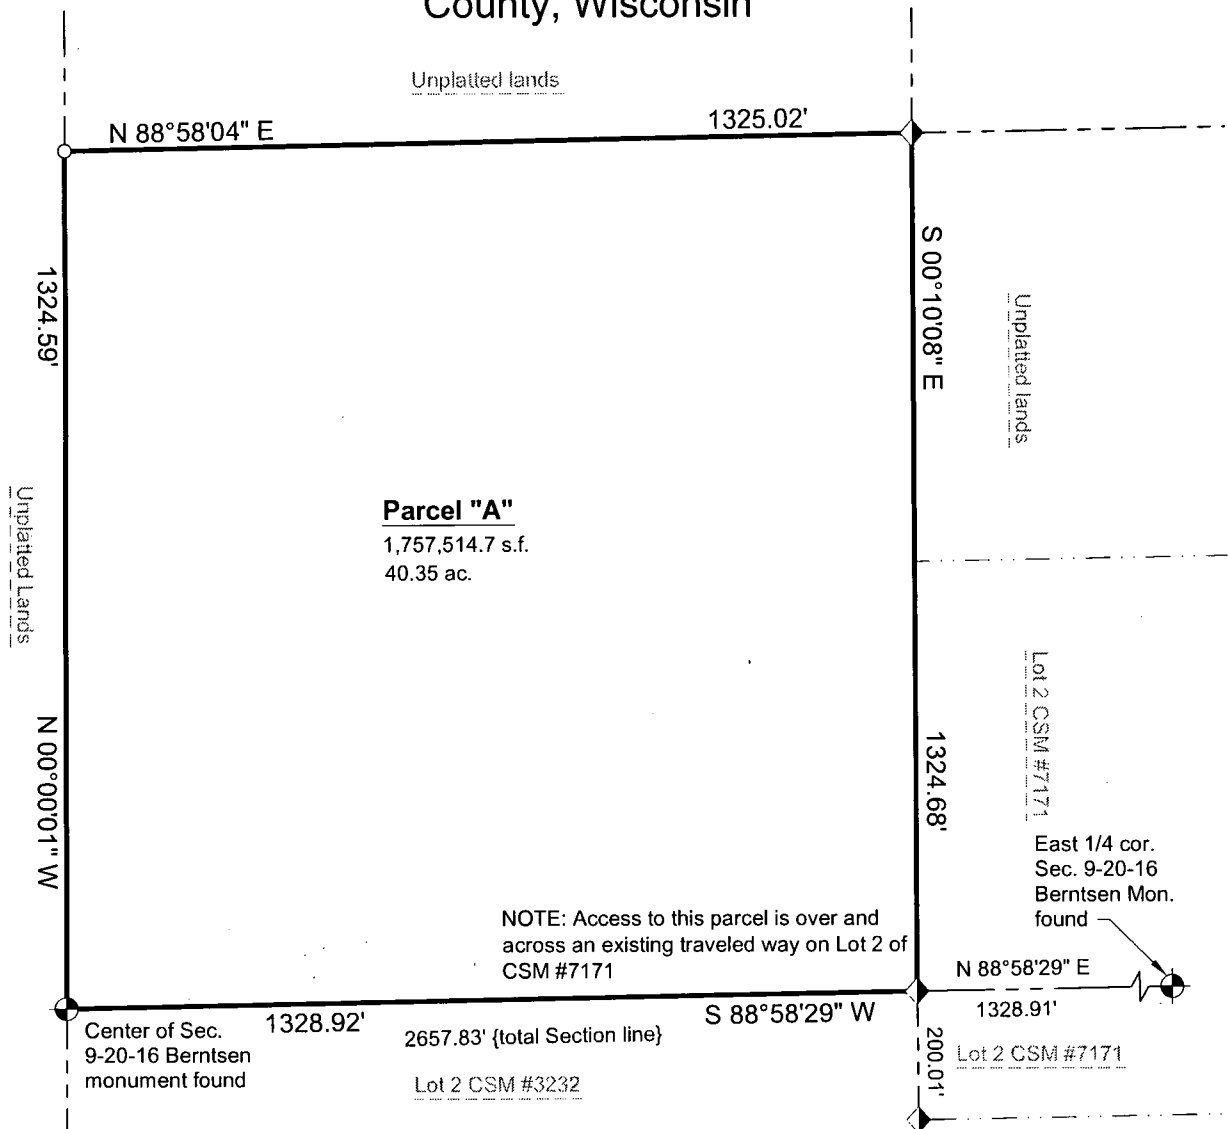 County, Wisconsin
Unplatted lands
N 88°58'04" E
1325.02'
1324.59'
S 00°10'08" E
Unplatted lands
Unplatted Lands
Parcel "A"
1,757,514.7 s.f.
40.35 ac.
N 00°00'01" W
1324.68'
Lot 2 CSM #7171
East 1/4 cor.
Sec. 9-20-16
Berntsen Mon.
found
NOTE: Access to this parcel is over and
across an existing traveled way on Lot 2 of
CSM #7171
N 88°58'29" E
1328.91'
1328.92'
S 88°58'29" W
2657.83' {total Section line}
Center of Sec.
9-20-16 Berntsen
monument found
Lot 2 CSM #3232
200.01'
Lot 2 CSM #7171